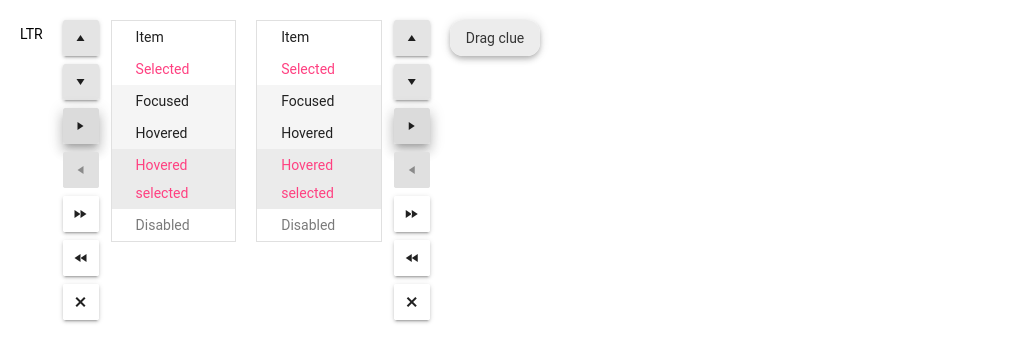 LTR
Item
Selected
Focused
Hovered
Hovered
selected
Disabled
Item
Selected
Focused
Hovered
Hovered
selected
Disabled
Drag clue